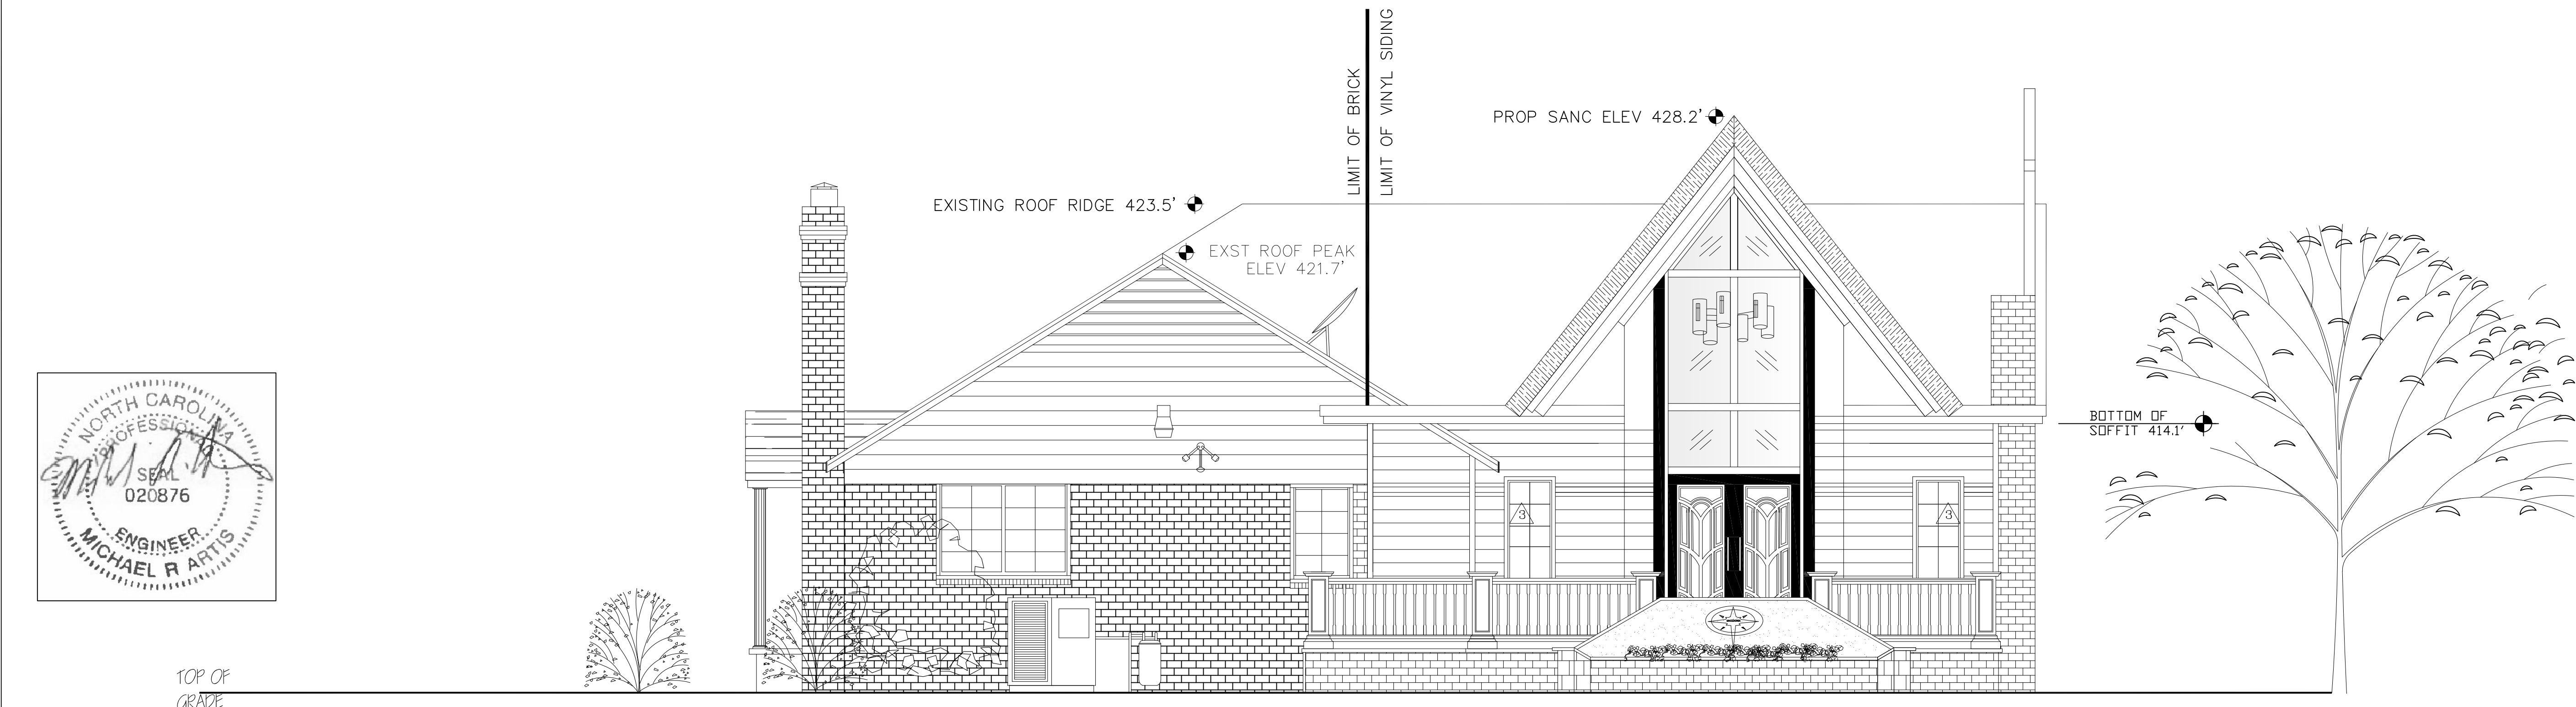 LIMIT OF BRICK
LIMIT OF VINYL SIDING
PROP SANC ELEV 428.2'
EXISTING ROOF RIDGE 423.5'
EXST ROOF PEAK
ELEV 421.7'
BOTTOM OF
SOFFIT 414.1'
3
3
NORTH CAROLINA
PROFESSIONAL
SEAL
020876
ENGINEER
MICHAEL R ARTIS
TOP OF
GRADE